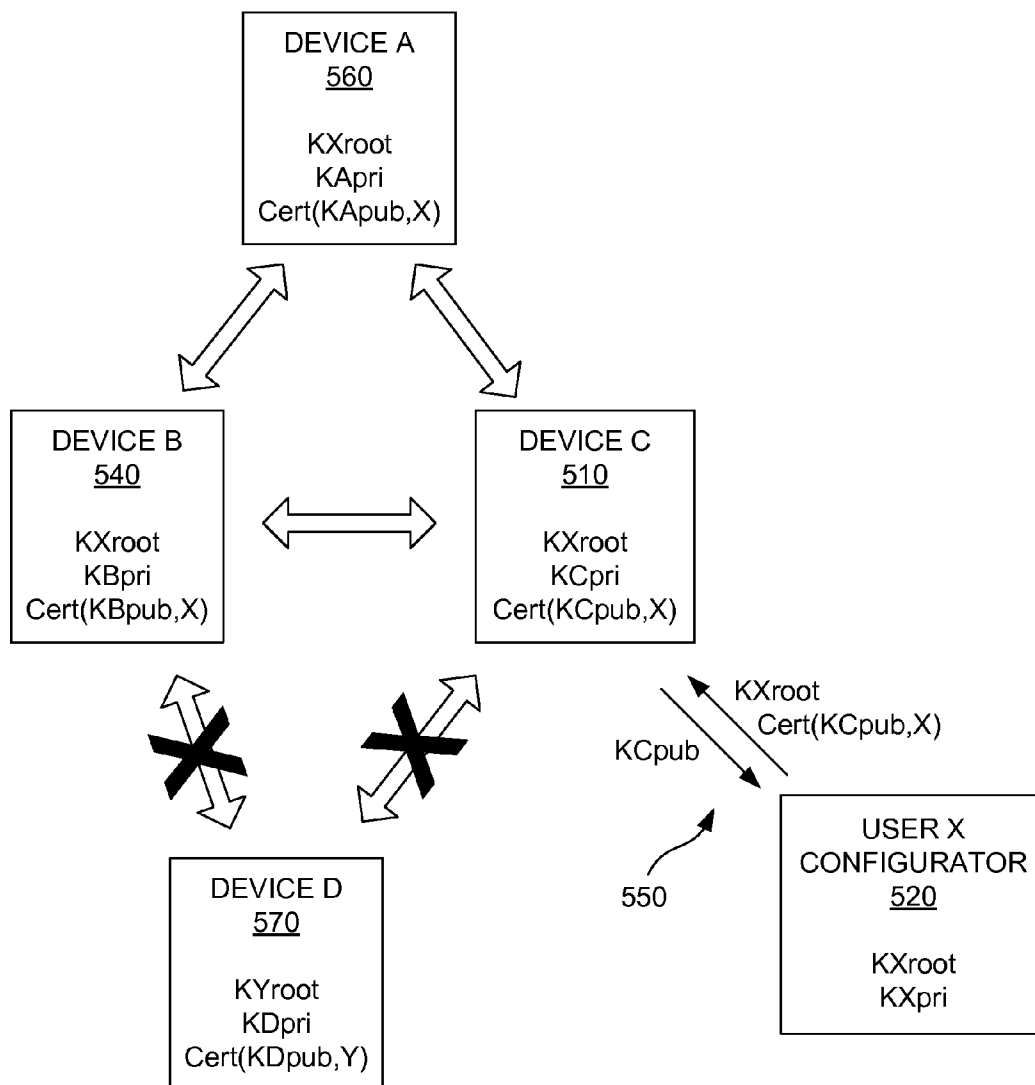 DEVICE A
560
KXroot
KApri
Cert(KApub,X)
DEVICE B
540
KXroot
KBpri
Cert(KBpub,X)
DEVICE C
510
KXroot
KCpri
Cert(KCpub,X)
KXroot
Cert(KCpub,X)
KCpub
550
DEVICE D
570
KYroot
KDpri
Cert(KDpub,Y)
USER X
CONFIGURATOR
520
KXroot
KXpri